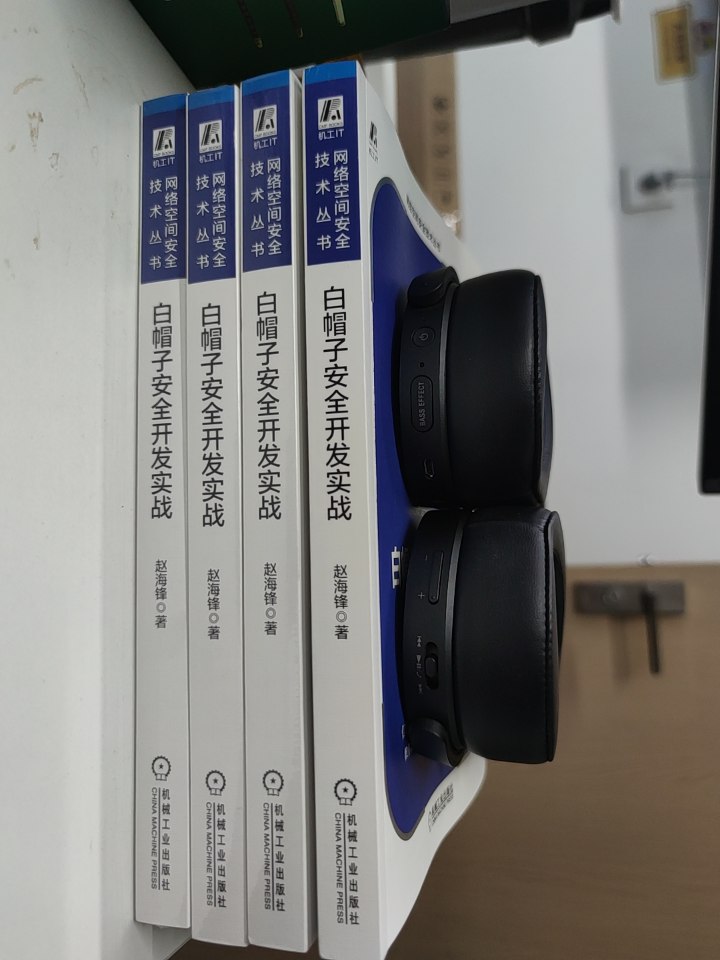 BASS EFFECT
机工IT
网络空间安全
技术丛书
白帽子安全开发实战
赵海锋◎著
机械工业出版社
CHINA MACHINE PRESS
机工IT
网络空间安全
技术丛书
白帽子安全开发实战
赵海锋◎著
机械工业出版社
CHINA MACHINE PRESS
机工IT
网络空间安全
技术丛书
白帽子安全开发实战
赵海锋◎著
机械工业出版社
CHINA MACHINE PRESS
机工IT
网络空间安全
技术丛书
白帽子安全开发实战
赵海锋◎著
机械工业出版社
CHINA MACHINE PRESS